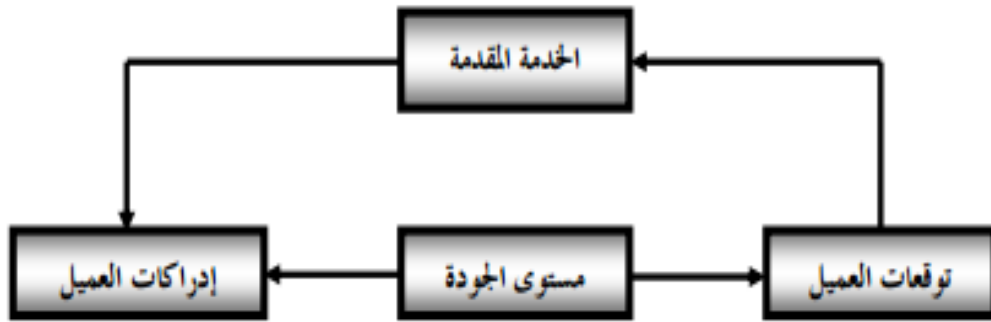 الخدمة المقدمة
توقعات العميل
مستوى الجودة
إدراكات العميل